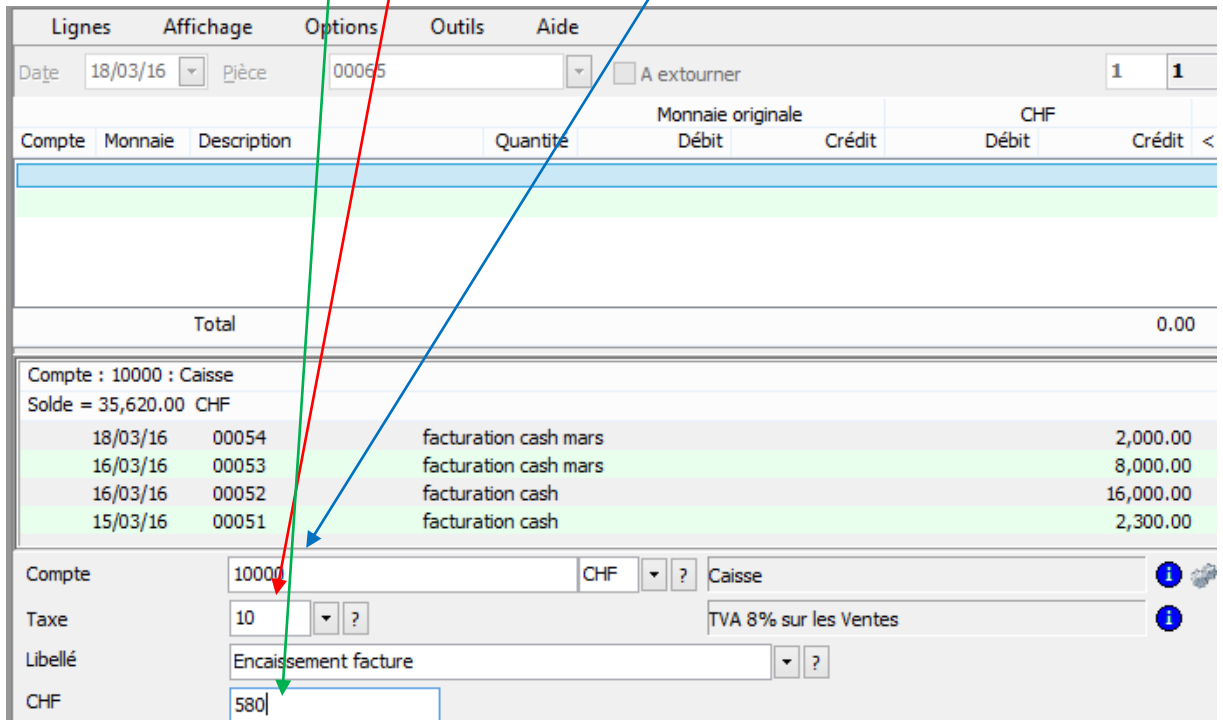 Lignes Affichage Options Outils Aide
Date 18/03/16 Pièce 00065 A extourner 1 1
Monnaie originale CHF
Compte Monnaie Description Quantité Débit Crédit Débit Crédit <
Total 0.00
Compte : 10000 : Caisse
Solde = 35,620.00 CHF
18/03/16 00054 facturation cash mars 2,000.00
16/03/16 00053 facturation cash mars 8,000.00
16/03/16 00052 facturation cash 16,000.00
15/03/16 00051 facturation cash 2,300.00
Compte 10000 CHF ? Caisse i
Taxe 10 ? TVA 8% sur les Ventes i
Libellé Encaissement facture ?
CHF 580